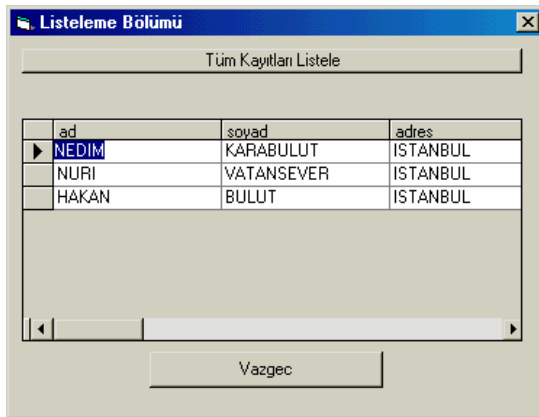 Listeleme Bölümü
Tüm Kayıtları Listele
ad soyad adres
NEDIM KARABULUT ISTANBUL
NURI VATANSEVER ISTANBUL
HAKAN BULUT ISTANBUL
Vazgec